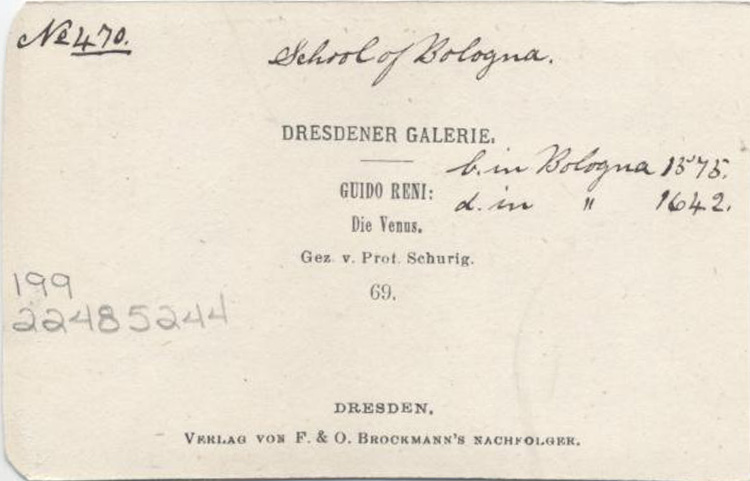 № 470.
School of Bologna.
DRESDENER GALERIE.
b. in Bologna 1575.
GUIDO RENI:
d. in " 1642.
Die Venus.
Gez. v. Prof. Schurig.
69.
199
22485244
DRESDEN.
VERLAG VON F. & O. BROCKMANN'S NACHFOLGER.